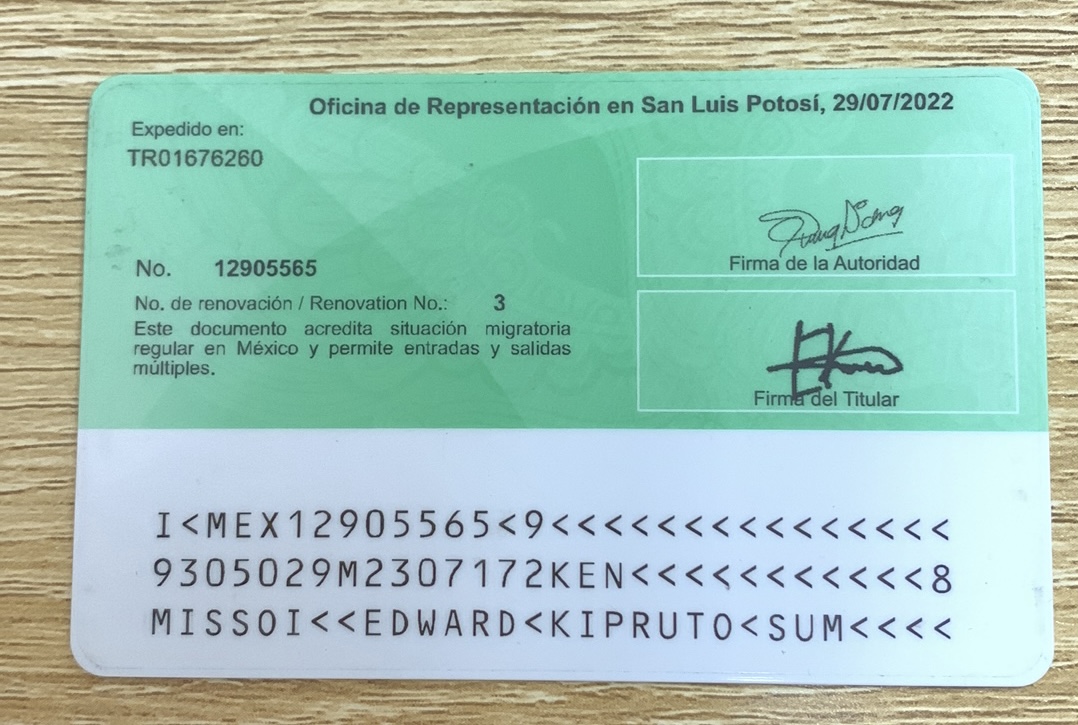 Oficina de Representación en San Luis Potosí, 29/07/2022
Expedido en:
TR01676260
No. 12905565
No. de renovación / Renovation No.: 3
Este documento acredita situación migratoria
regular en México y permite entradas y salidas
múltiples.
Firma de la Autoridad
Firma del Titular
I<MEX12905565<9<<<<<<<<<<<<<<<
9305029M2307172KEN<<<<<<<<<<<8
MISSOI<<EDWARD<KIPRUTO<SUM<<<<